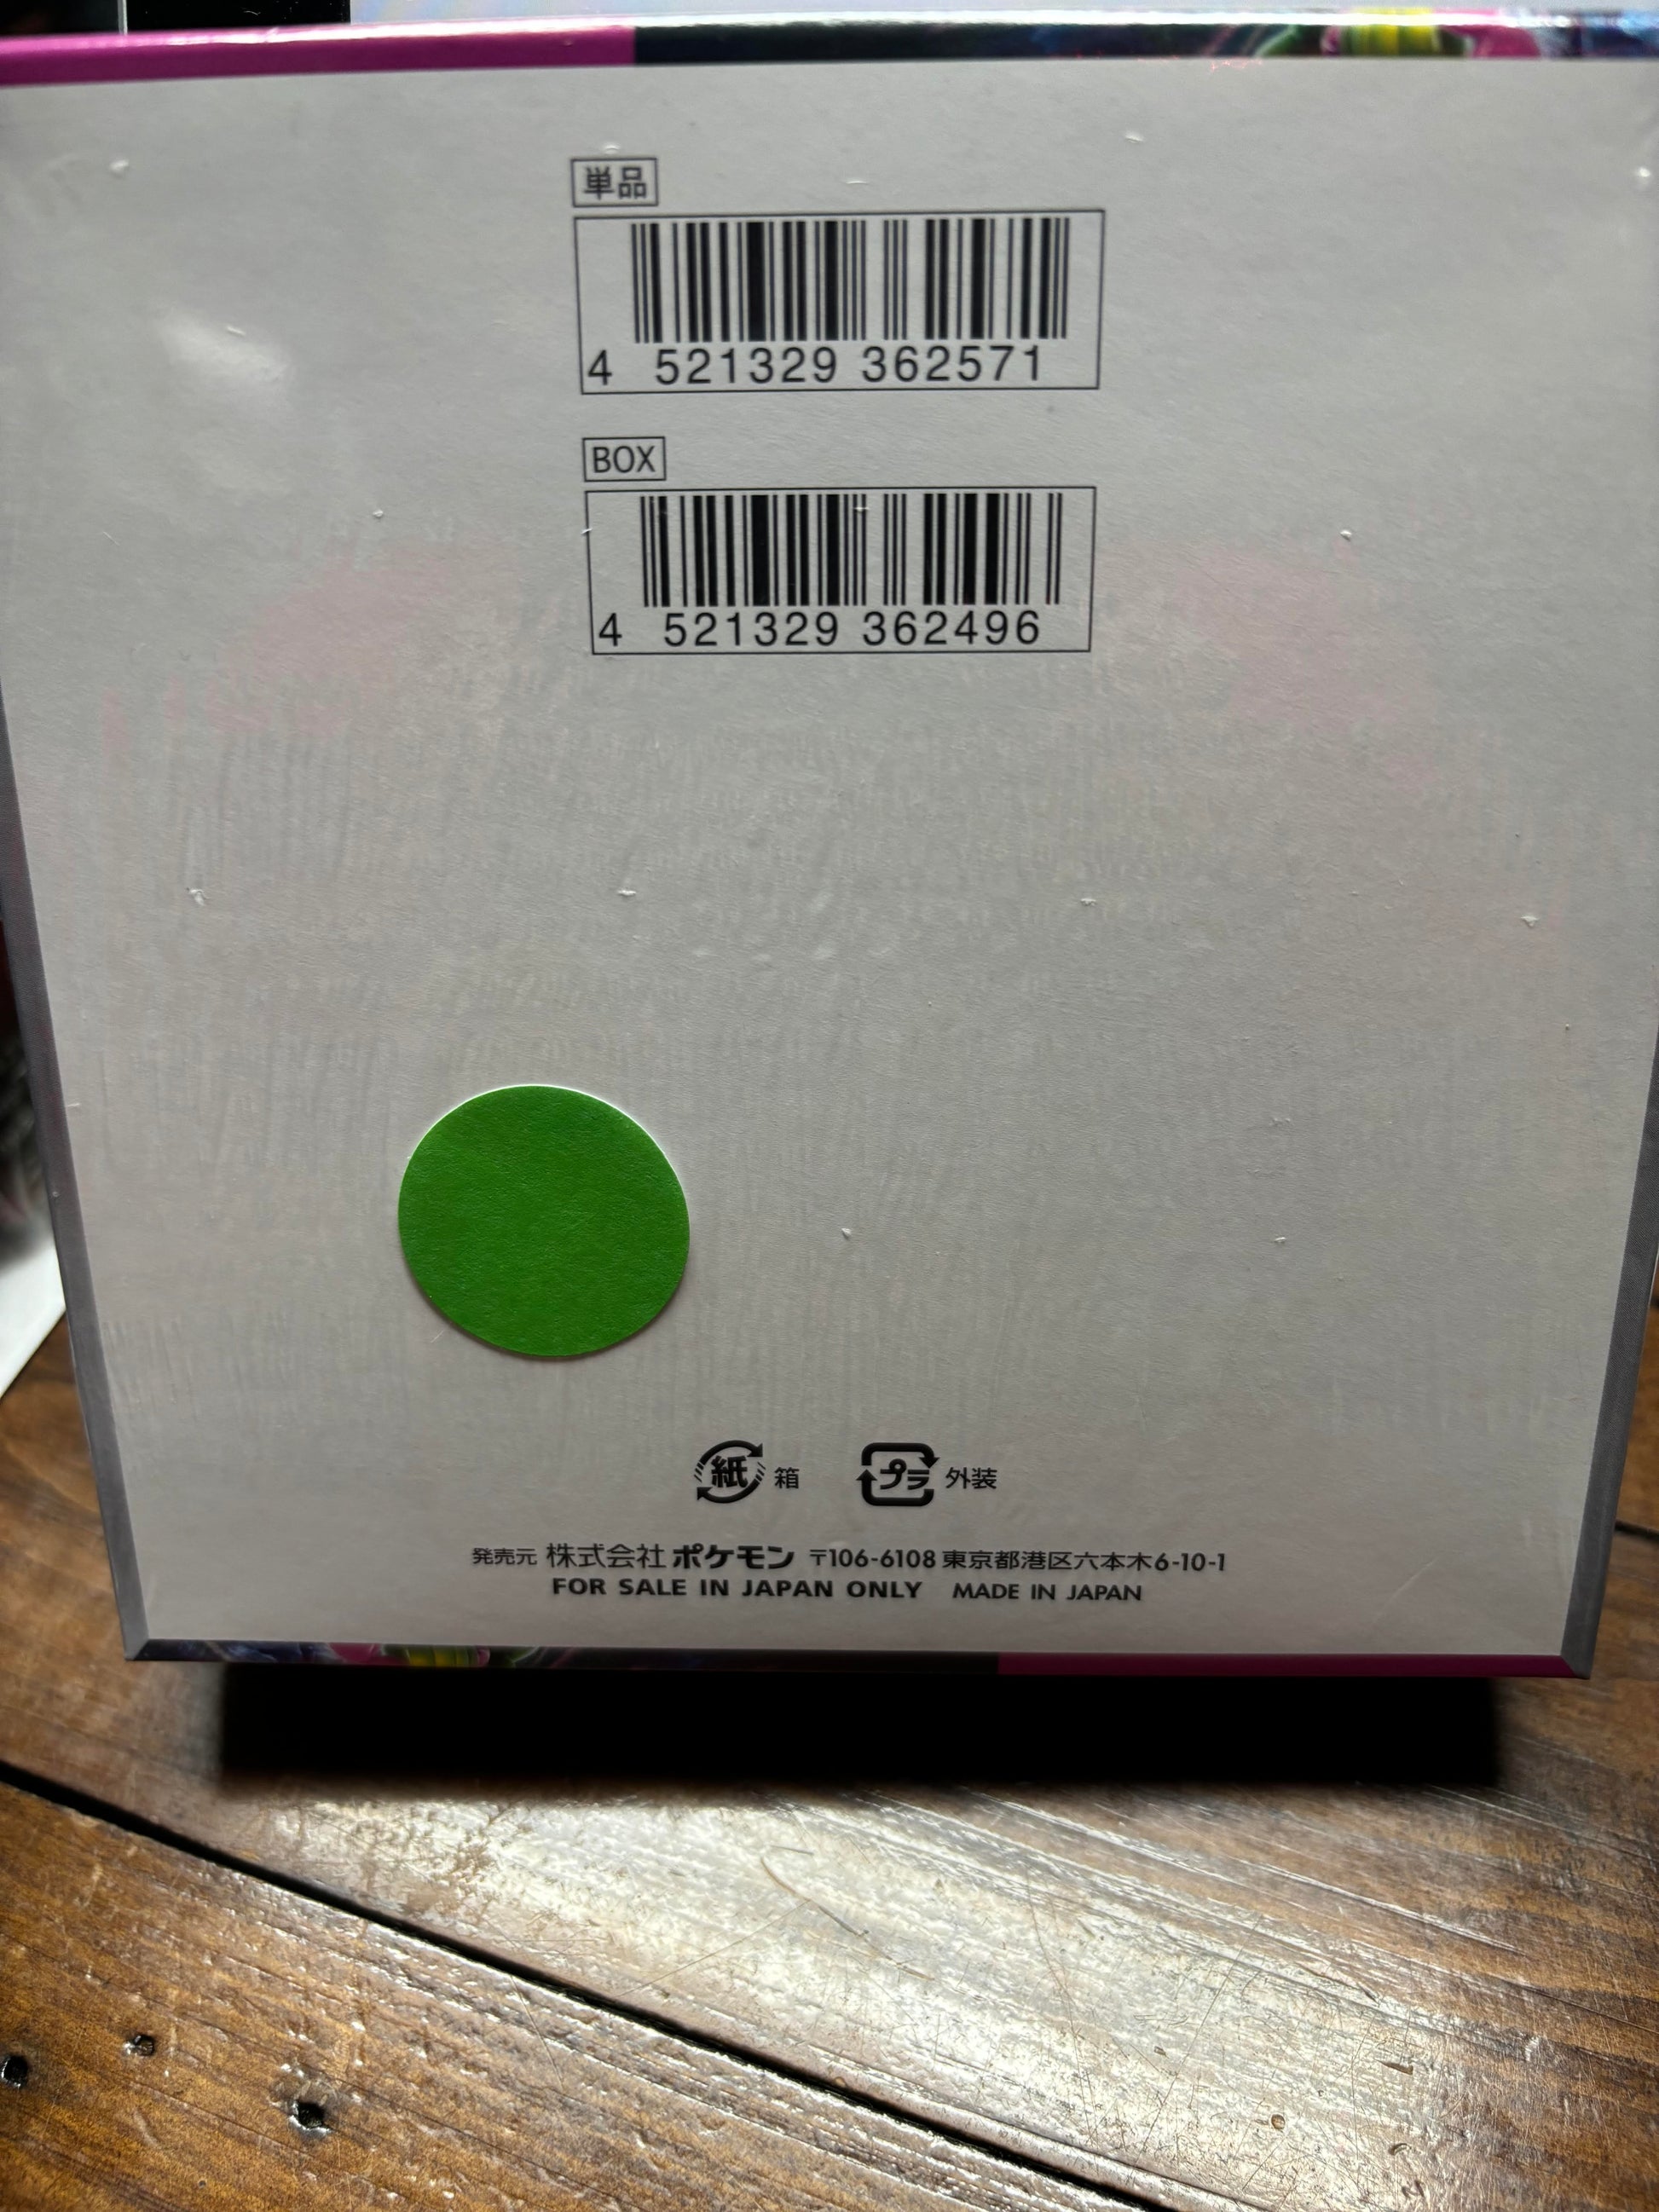 単品
4 521329 362571
BOX
4 521329 362496
紙 箱 プラ 外装
発売元 株式会社 ポケモン 〒106-6108 東京都港区六本木6-10-1
FOR SALE IN JAPAN ONLY MADE IN JAPAN